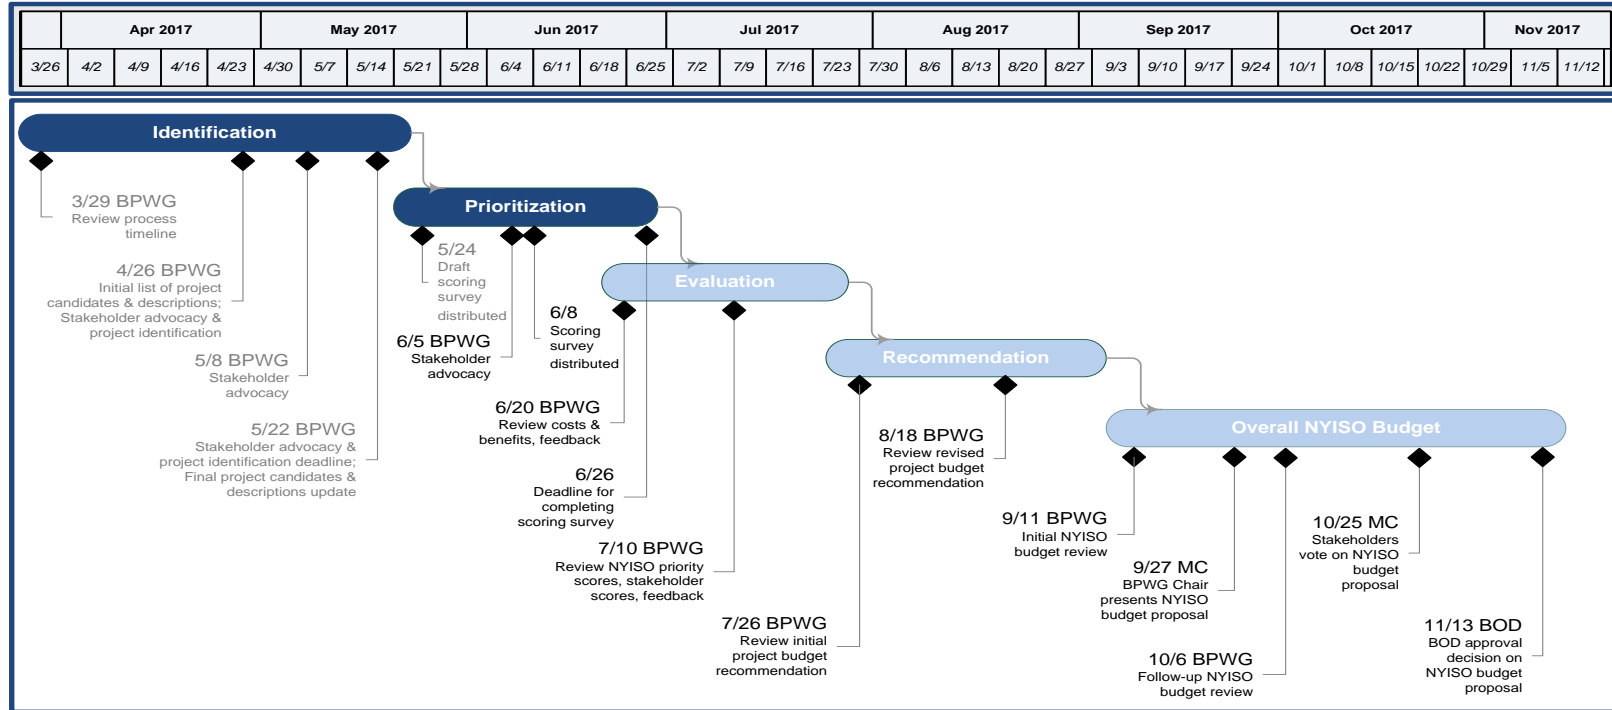 Apr 2017 May 2017 Jun 2017 Jul 2017 Aug 2017 Sep 2017 Oct 2017 Nov 2017
3/26 4/2 4/9 4/16 4/23 4/30 5/7 5/14 5/21 5/28 6/4 6/11 6/18 6/25 7/2 7/9 7/16 7/23 7/30 8/6 8/13 8/20 8/27 9/3 9/10 9/17 9/24 10/1 10/8 10/15 10/22 10/29 11/5 11/12
Identification
3/29 BPWG
Review process
timeline
4/26 BPWG
Initial list of project
candidates & descriptions;
Stakeholder advocacy &
project identification
5/8 BPWG
Stakeholder
advocacy
5/22 BPWG
Stakeholder advocacy &
project identification deadline;
Final project candidates &
descriptions update
Prioritization
5/24
Draft
scoring
survey
distributed
6/5 BPWG
Stakeholder
advocacy
6/8
Scoring
survey
distributed
6/26
Deadline for
completing
scoring survey
Evaluation
6/20 BPWG
Review costs &
benefits, feedback
7/10 BPWG
Review NYISO priority
scores, stakeholder
scores, feedback
Recommendation
7/26 BPWG
Review initial
project budget
recommendation
8/18 BPWG
Review revised
project budget
recommendation
Overall NYISO Budget
9/11 BPWG
Initial NYISO
budget review
9/27 MC
BPWG Chair
presents NYISO
budget proposal
10/6 BPWG
Follow-up NYISO
budget review
10/25 MC
Stakeholders
vote on NYISO
budget
proposal
11/13 BOD
BOD approval
decision on
NYISO budget
proposal